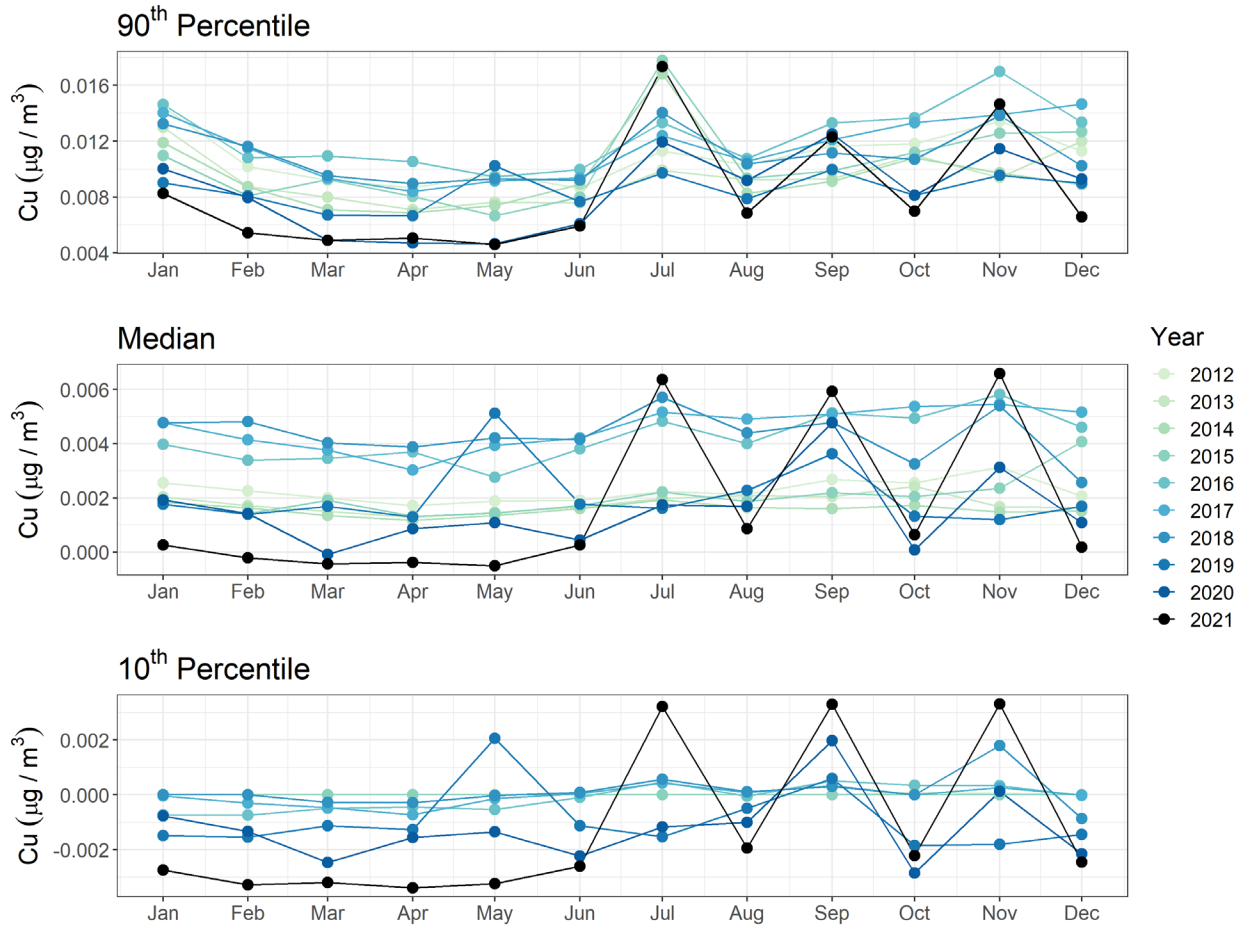 90th Percentile
Cu (µg / m3)
0.016
0.012
0.008
0.004
Jan Feb Mar Apr May Jun Jul Aug Sep Oct Nov Dec
Median
Cu (µg / m3)
0.006
0.004
0.002
0.000
Jan Feb Mar Apr May Jun Jul Aug Sep Oct Nov Dec
10th Percentile
Cu (µg / m3)
0.002
0.000
-0.002
Jan Feb Mar Apr May Jun Jul Aug Sep Oct Nov Dec
Year
2012
2013
2014
2015
2016
2017
2018
2019
2020
2021